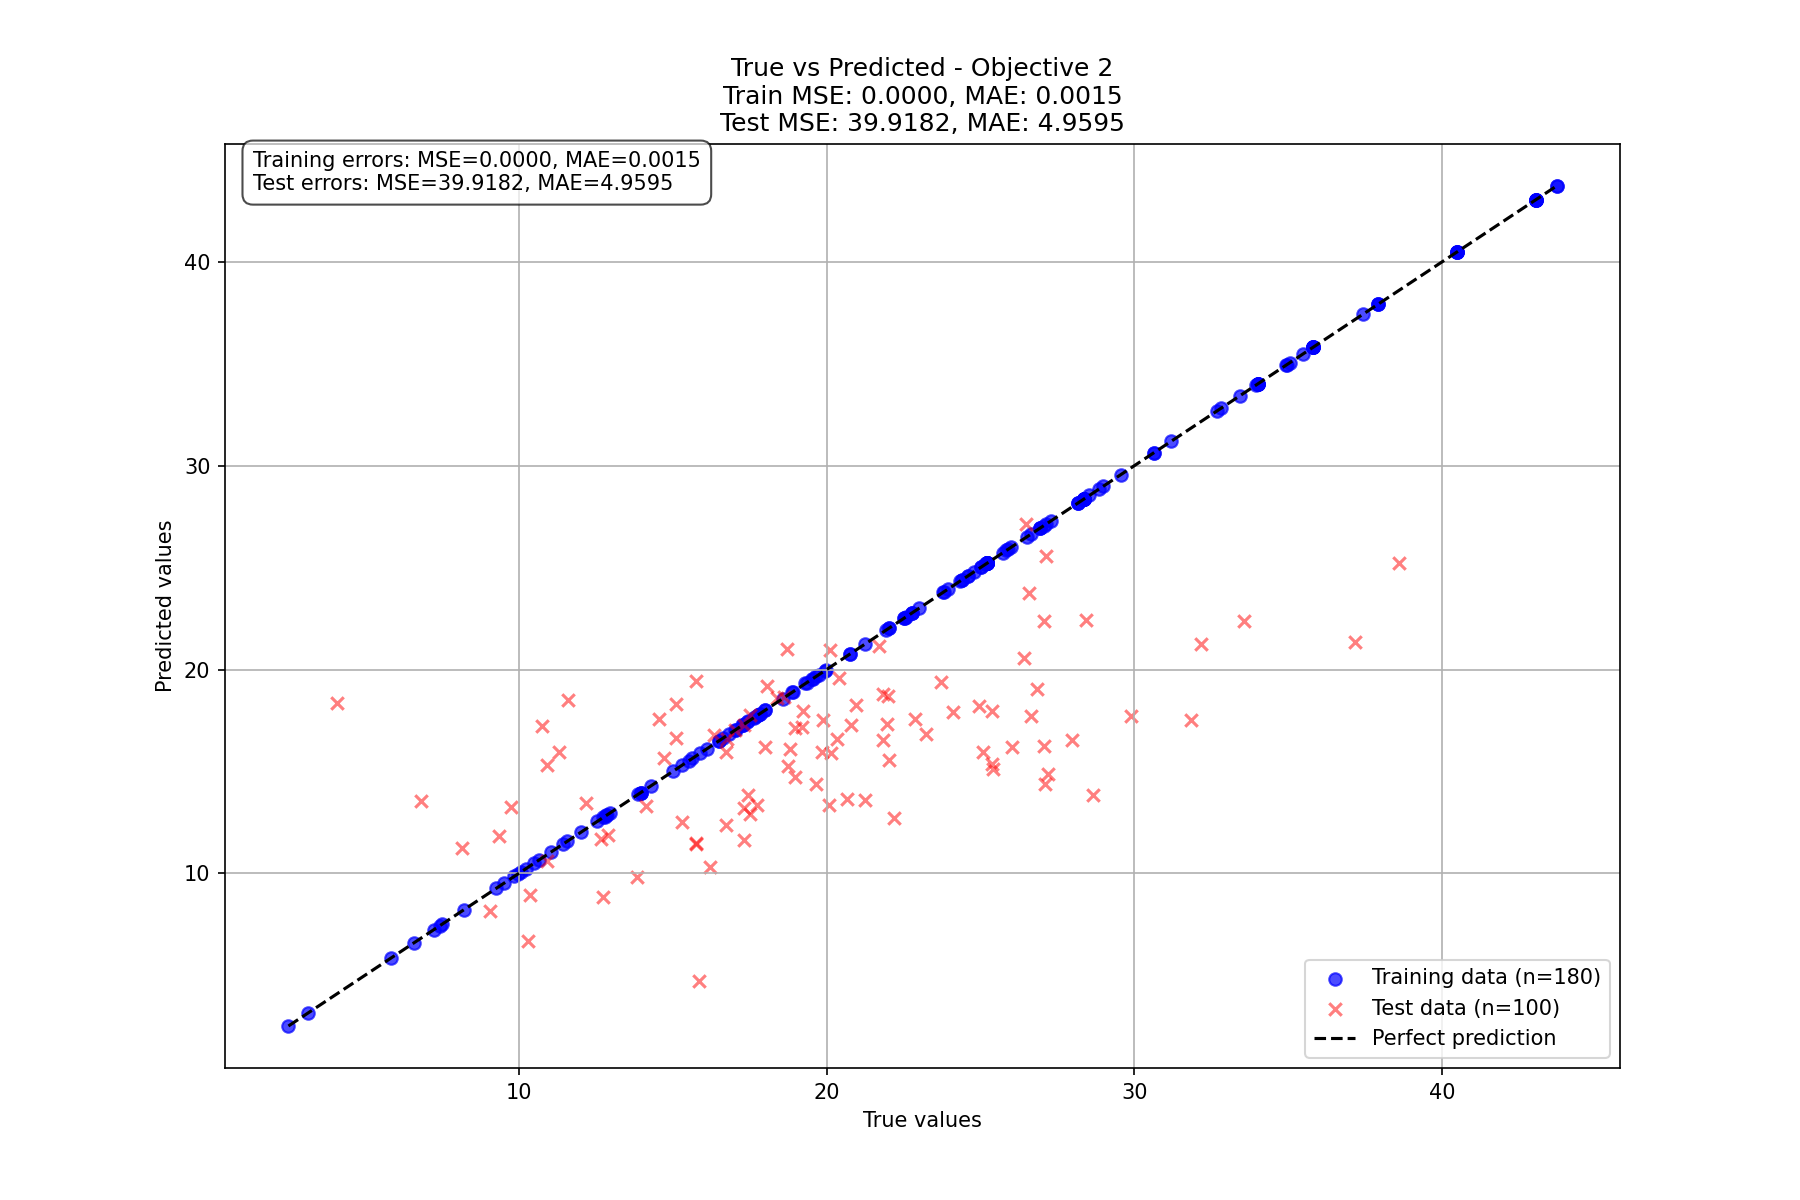 True vs Predicted - Objective 2
Train MSE: 0.0000, MAE: 0.0015
Test MSE: 39.9182, MAE: 4.9595
Training errors: MSE=0.0000, MAE=0.0015
Test errors: MSE=39.9182, MAE=4.9595
40
30
20
10
Predicted values
10 20 30 40
True values
Training data (n=180)
Test data (n=100)
Perfect prediction